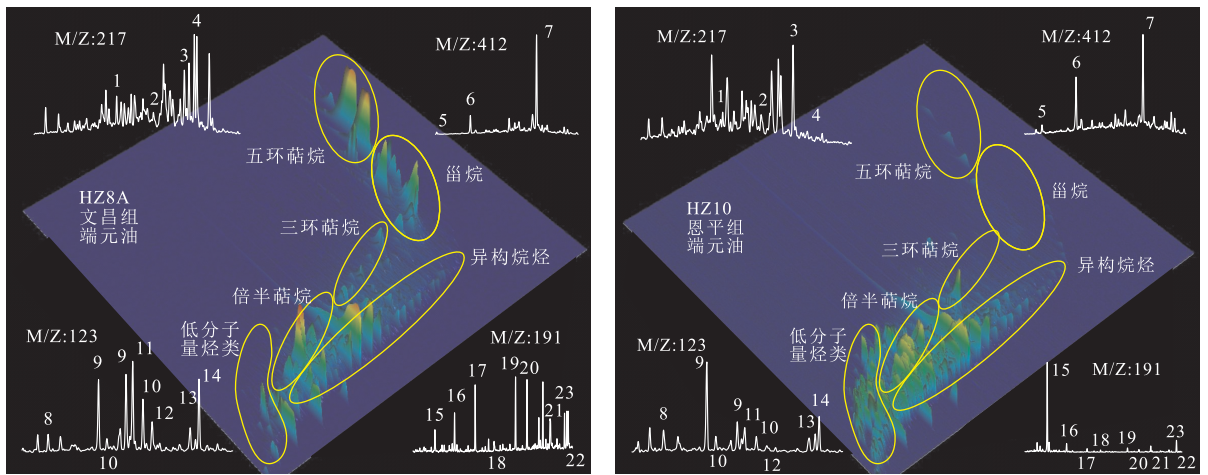 M/Z:217
1
2
3
4
M/Z:412
5
6
7
五环萜烷
甾烷
HZ8A
文昌组
端元油
三环萜烷
异构烷烃
倍半萜烷
低分子
量烃类
M/Z:123
8
9
9
11
10
12
13
14
10
M/Z:191
15
16
17
19
20
23
21
18
22
M/Z:217
1
2
3
4
M/Z:412
5
6
7
五环萜烷
甾烷
HZ10
恩平组
端元油
三环萜烷
异构烷烃
倍半萜烷
低分子
量烃类
M/Z:123
8
9
9
11
10
13
14
10
12
M/Z:191
15
16
17
18
19
20
21
22
23